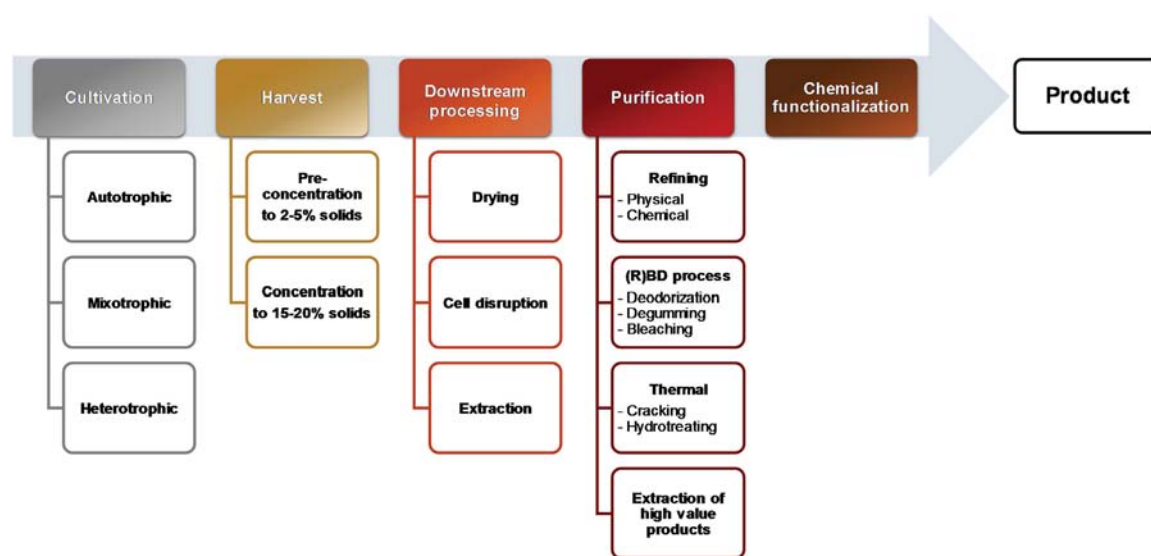 Cultivation
Harvest
Downstream
processing
Purification
Chemical
functionalization
Product
Autotrophic
Mixotrophic
Heterotrophic
Pre-
concentration
to 2-5% solids
Concentration
to 15-20% solids
Drying
Cell disruption
Extraction
Refining
- Physical
- Chemical
(R)BD process
- Deodorization
- Degumming
- Bleaching
Thermal
- Cracking
- Hydrotreating
Extraction of
high value
products